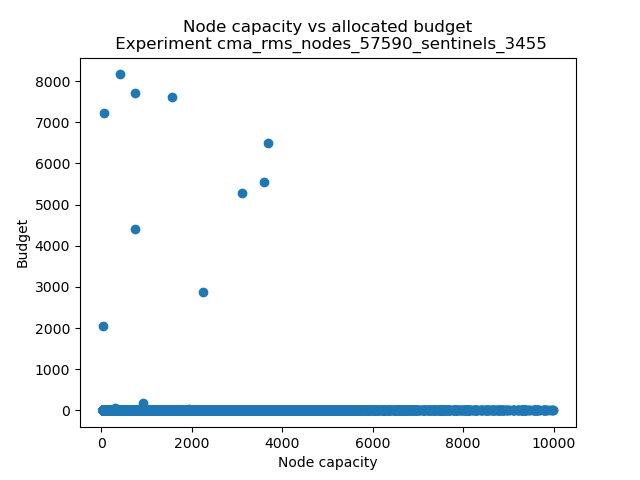 Node capacity vs allocated budget
Experiment cma_rms_nodes_57590_sentinels_3455
8000
7000
6000
5000
4000
3000
2000
1000
0
Budget
0 2000 4000 6000 8000 10000
Node capacity